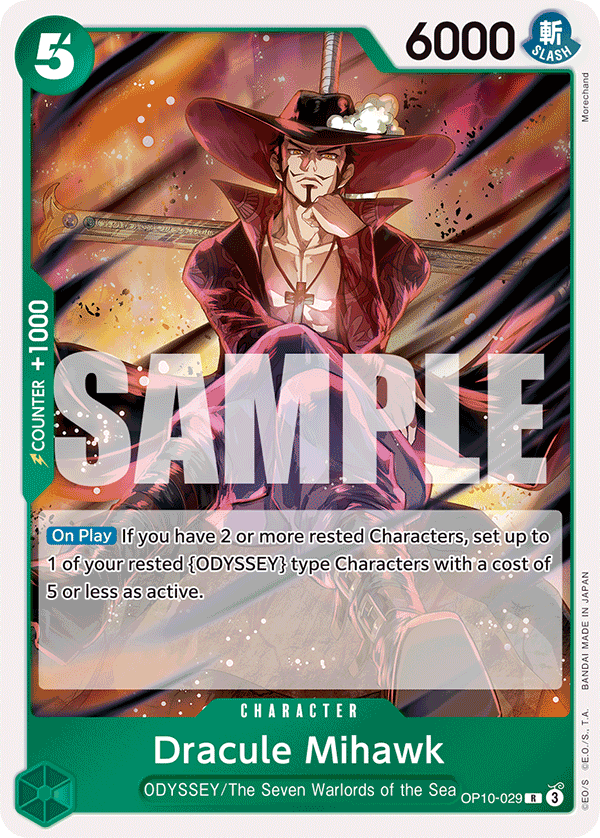 5
6000
斬
SLASH
Morechand
COUNTER +1000
SAMPLE
On Play If you have 2 or more rested Characters, set up to
1 of your rested {ODYSSEY} type Characters with a cost of
5 or less as active.
CHARACTER
Dracule Mihawk
ODYSSEY/The Seven Warlords of the Sea
OP10-029 R 3
©EO/S ©E.O./S., T.A. BANDAI MADE IN JAPAN